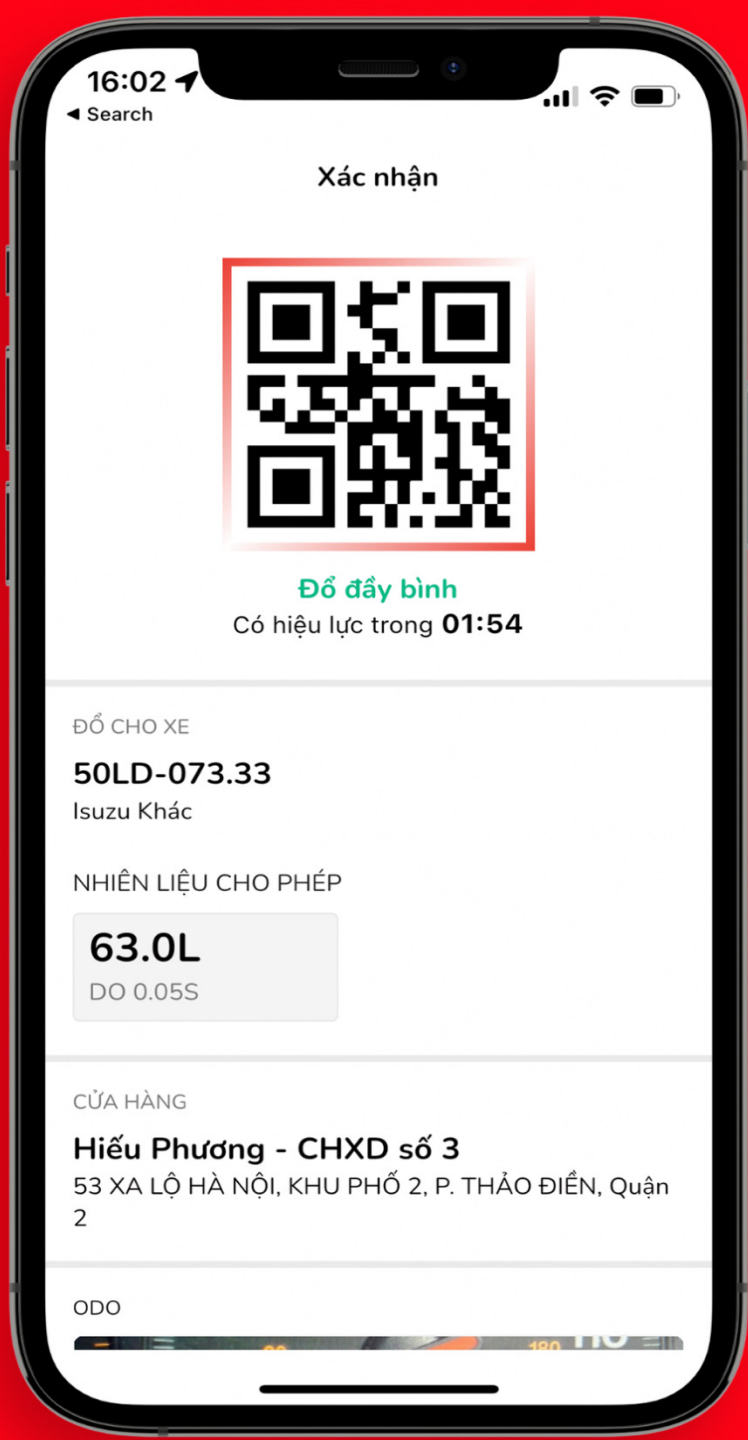 16:02
◀ Search
Xác nhận
Đổ đầy bình
Có hiệu lực trong 01:54
ĐỔ CHO XE
50LD-073.33
Isuzu Khác
NHIÊN LIỆU CHO PHÉP
63.0L
DO 0.05S
CỬA HÀNG
Hiếu Phương - CHXD số 3
53 XA LỘ HÀ NỘI, KHU PHỐ 2, P. THẢO ĐIỀN, Quận
2
ODO
180